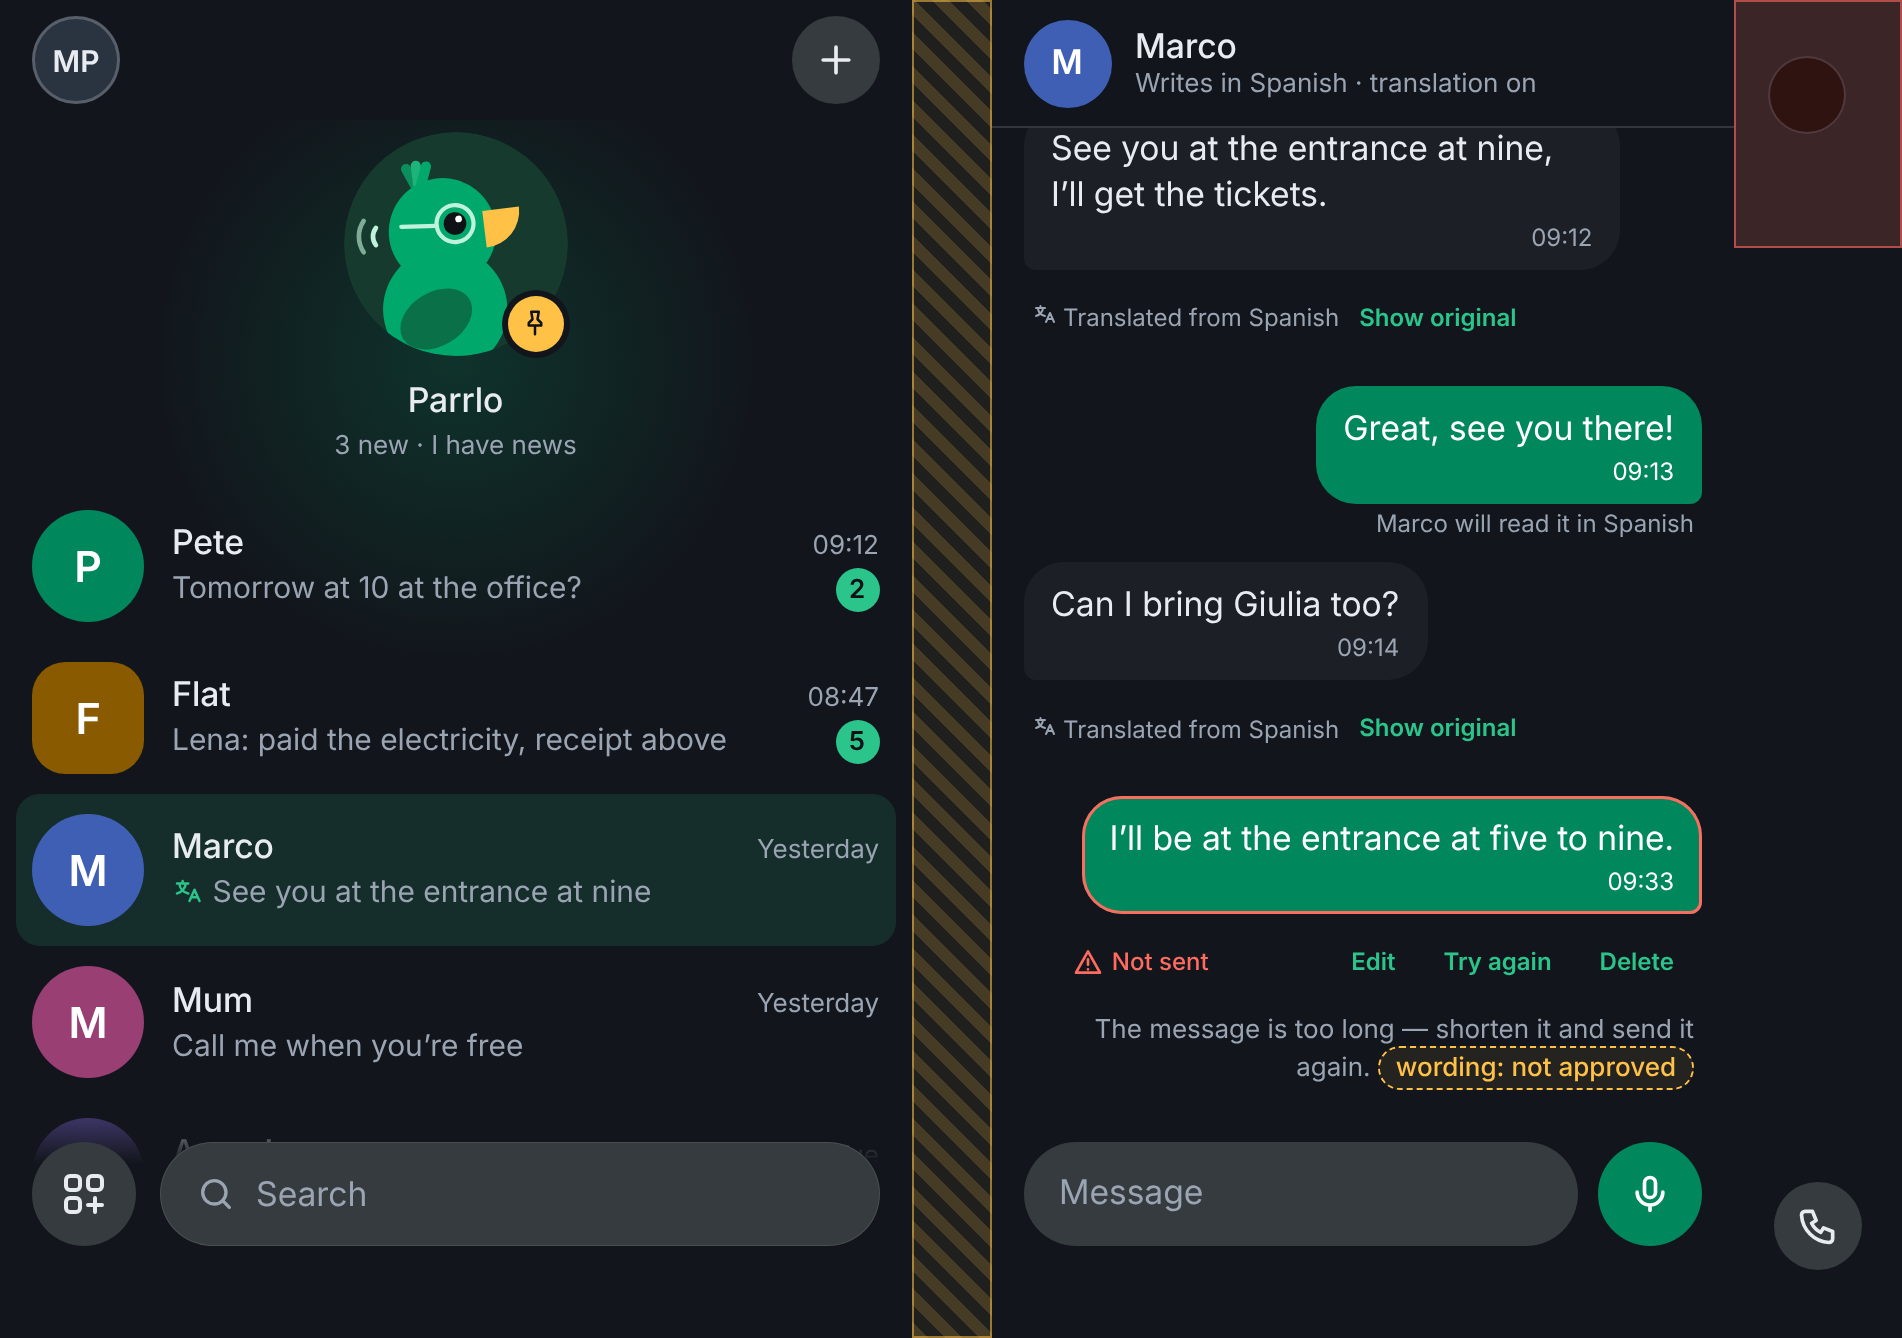 MP
Parrlo
3 new · I have news
P
Pete
09:12
Tomorrow at 10 at the office?
2
F
Flat
08:47
Lena: paid the electricity, receipt above
5
M
Marco
Yesterday
See you at the entrance at nine
M
Mum
Yesterday
Call me when you’re free
Search
M
Marco
Writes in Spanish · translation on
See you at the entrance at nine,
I’ll get the tickets.
09:12
Translated from Spanish Show original
Great, see you there!
09:13
Marco will read it in Spanish
Can I bring Giulia too?
09:14
Translated from Spanish Show original
I’ll be at the entrance at five to nine.
09:33
Not sent Edit Try again Delete
The message is too long — shorten it and send it
again. wording: not approved
Message